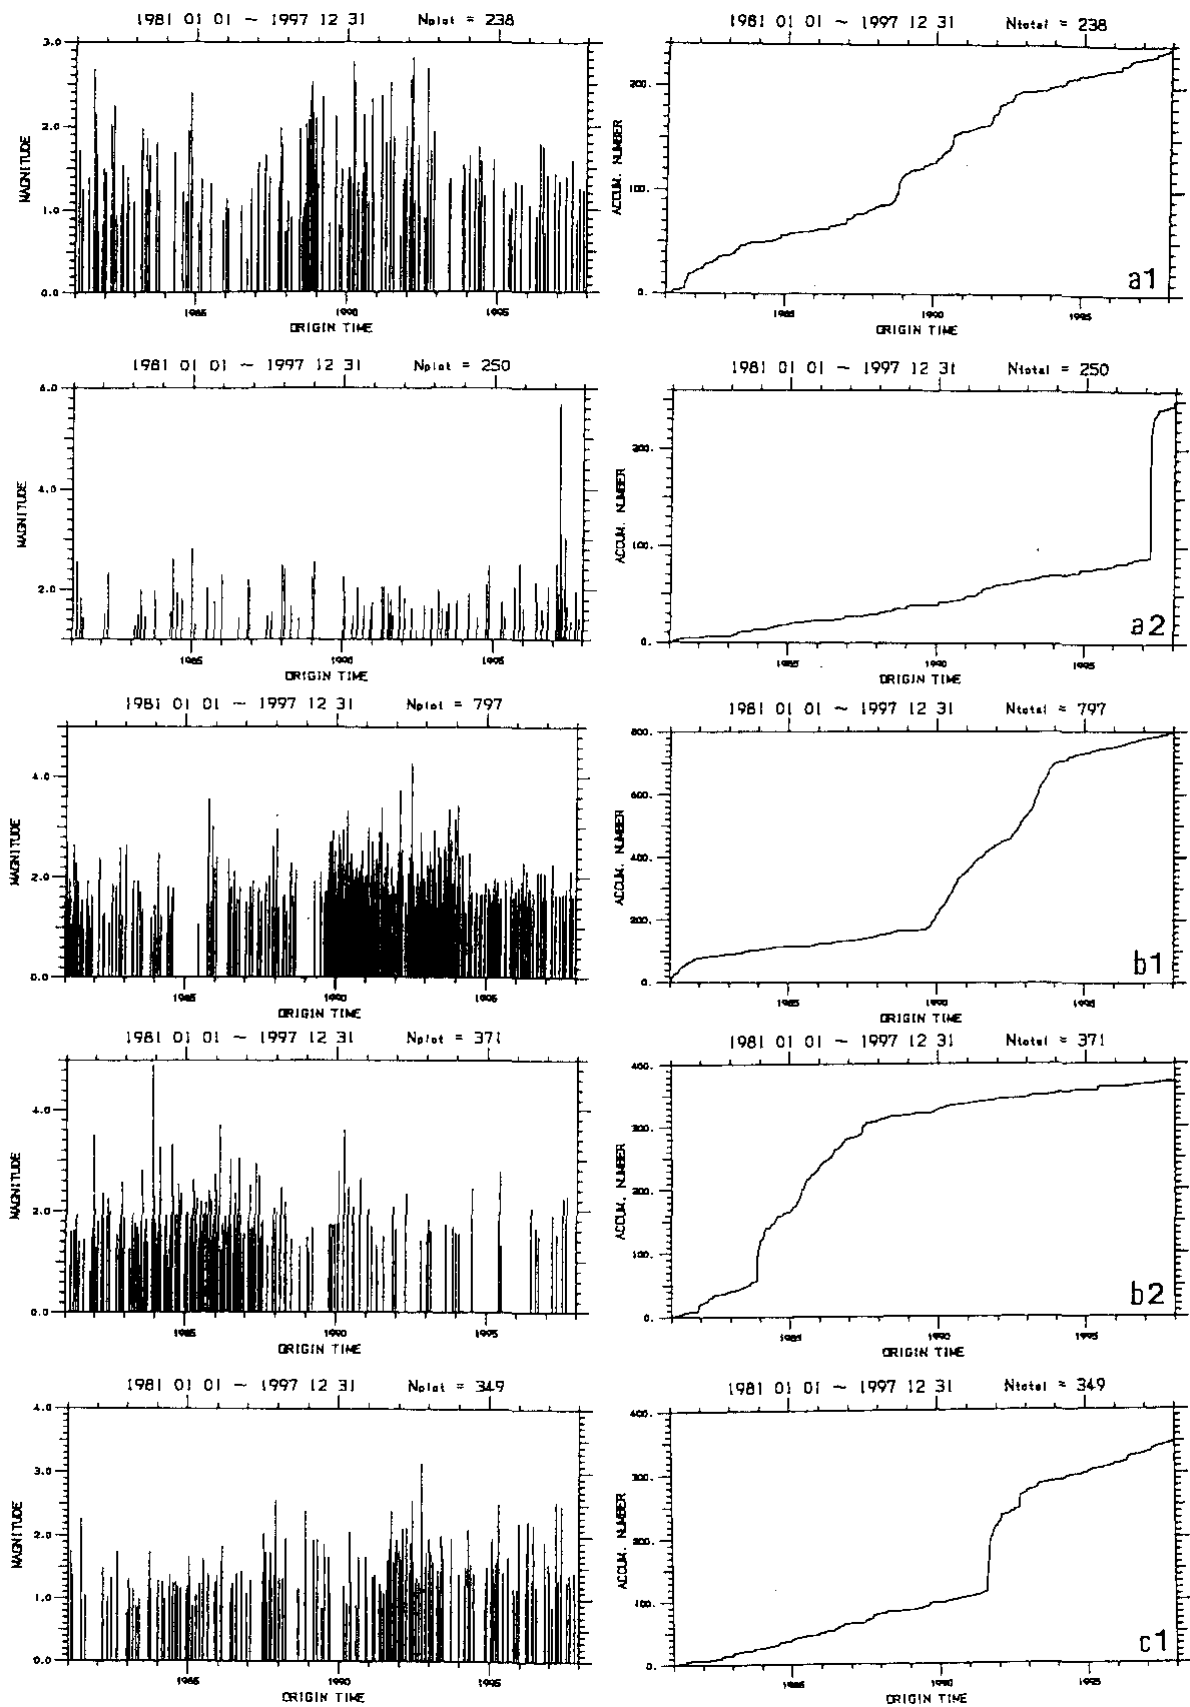 1981 01 01 ~ 1997 12 31 Nplot = 238
1981 01 01 ~ 1997 12 31 Ntotal = 238
3.0
2.0
1.0
0.0
MAGNITUDE
1985 1990 1995
ORIGIN TIME
200.
100.
0.
ACCUM. NUMBER
1985 1990 1995
ORIGIN TIME
a1
1981 01 01 ~ 1997 12 31 Nplot = 250
1981 01 01 ~ 1997 12 31 Ntotal = 250
6.0
4.0
2.0
MAGNITUDE
1985 1990 1995
ORIGIN TIME
200.
100.
0.
ACCUM. NUMBER
1985 1990 1995
ORIGIN TIME
a2
1981 01 01 ~ 1997 12 31 Nplot = 797
1981 01 01 ~ 1997 12 31 Ntotal = 797
4.0
2.0
0.0
MAGNITUDE
1985 1990 1995
ORIGIN TIME
800.
600.
400.
200.
0.
ACCUM. NUMBER
1985 1990 1995
ORIGIN TIME
b1
1981 01 01 ~ 1997 12 31 Nplot = 371
1981 01 01 ~ 1997 12 31 Ntotal = 371
4.0
2.0
0.0
MAGNITUDE
1985 1990 1995
ORIGIN TIME
400.
300.
200.
100.
0.
ACCUM. NUMBER
1985 1990 1995
ORIGIN TIME
b2
1981 01 01 ~ 1997 12 31 Nplot = 349
1981 01 01 ~ 1997 12 31 Ntotal = 349
4.0
3.0
2.0
1.0
0.0
MAGNITUDE
1985 1990 1995
ORIGIN TIME
400.
300.
200.
100.
0.
ACCUM. NUMBER
1985 1990 1995
ORIGIN TIME
c1